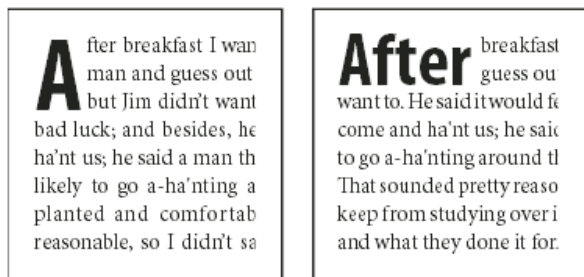 After breakfast I wan
man and guess out
but Jim didn't want
bad luck; and besides, he
ha'nt us; he said a man th
likely to go a-ha'nting a
planted and comfortab
reasonable, so I didn't sa
After breakfast
guess ou
want to. He said it would fe
come and ha'nt us; he said
to go a-ha'nting around th
That sounded pretty reaso
keep from studying over i
and what they done it for.